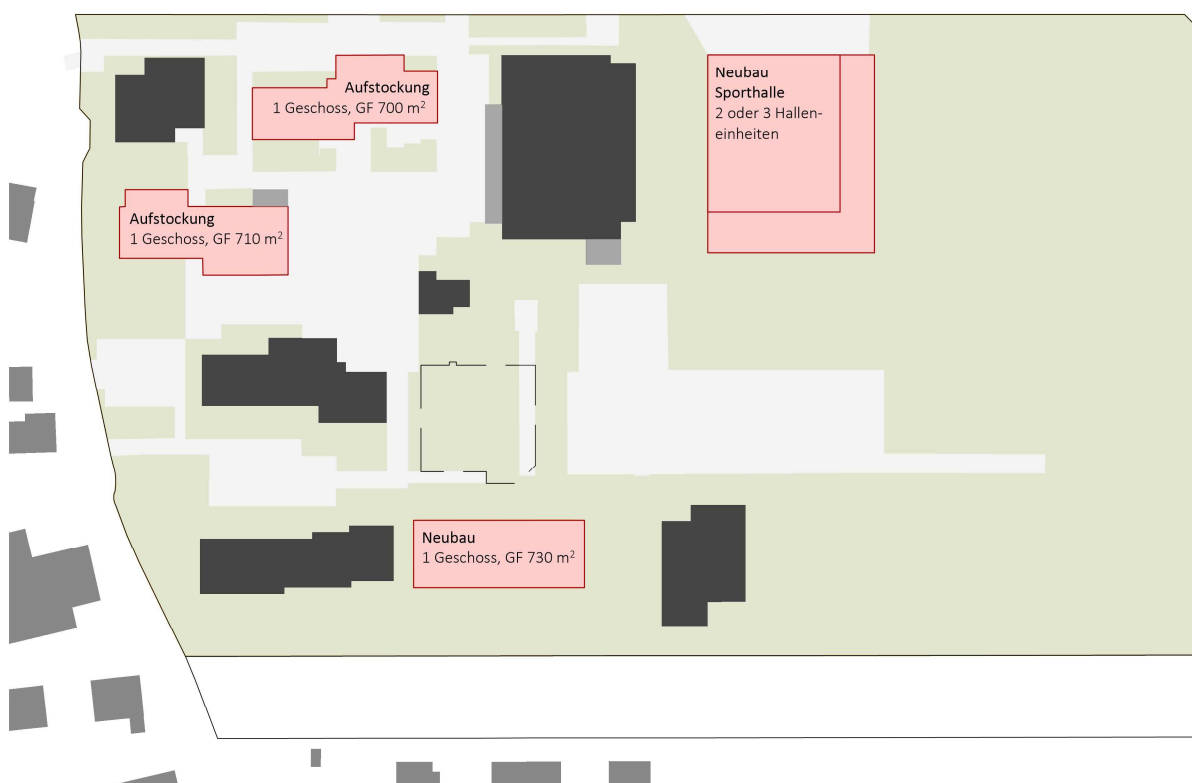 Aufstockung
1 Geschoss, GF 700 m²
Neubau
Sporthalle
2 oder 3 Hallen-
einheiten
Aufstockung
1 Geschoss, GF 710 m²
Neubau
1 Geschoss, GF 730 m²